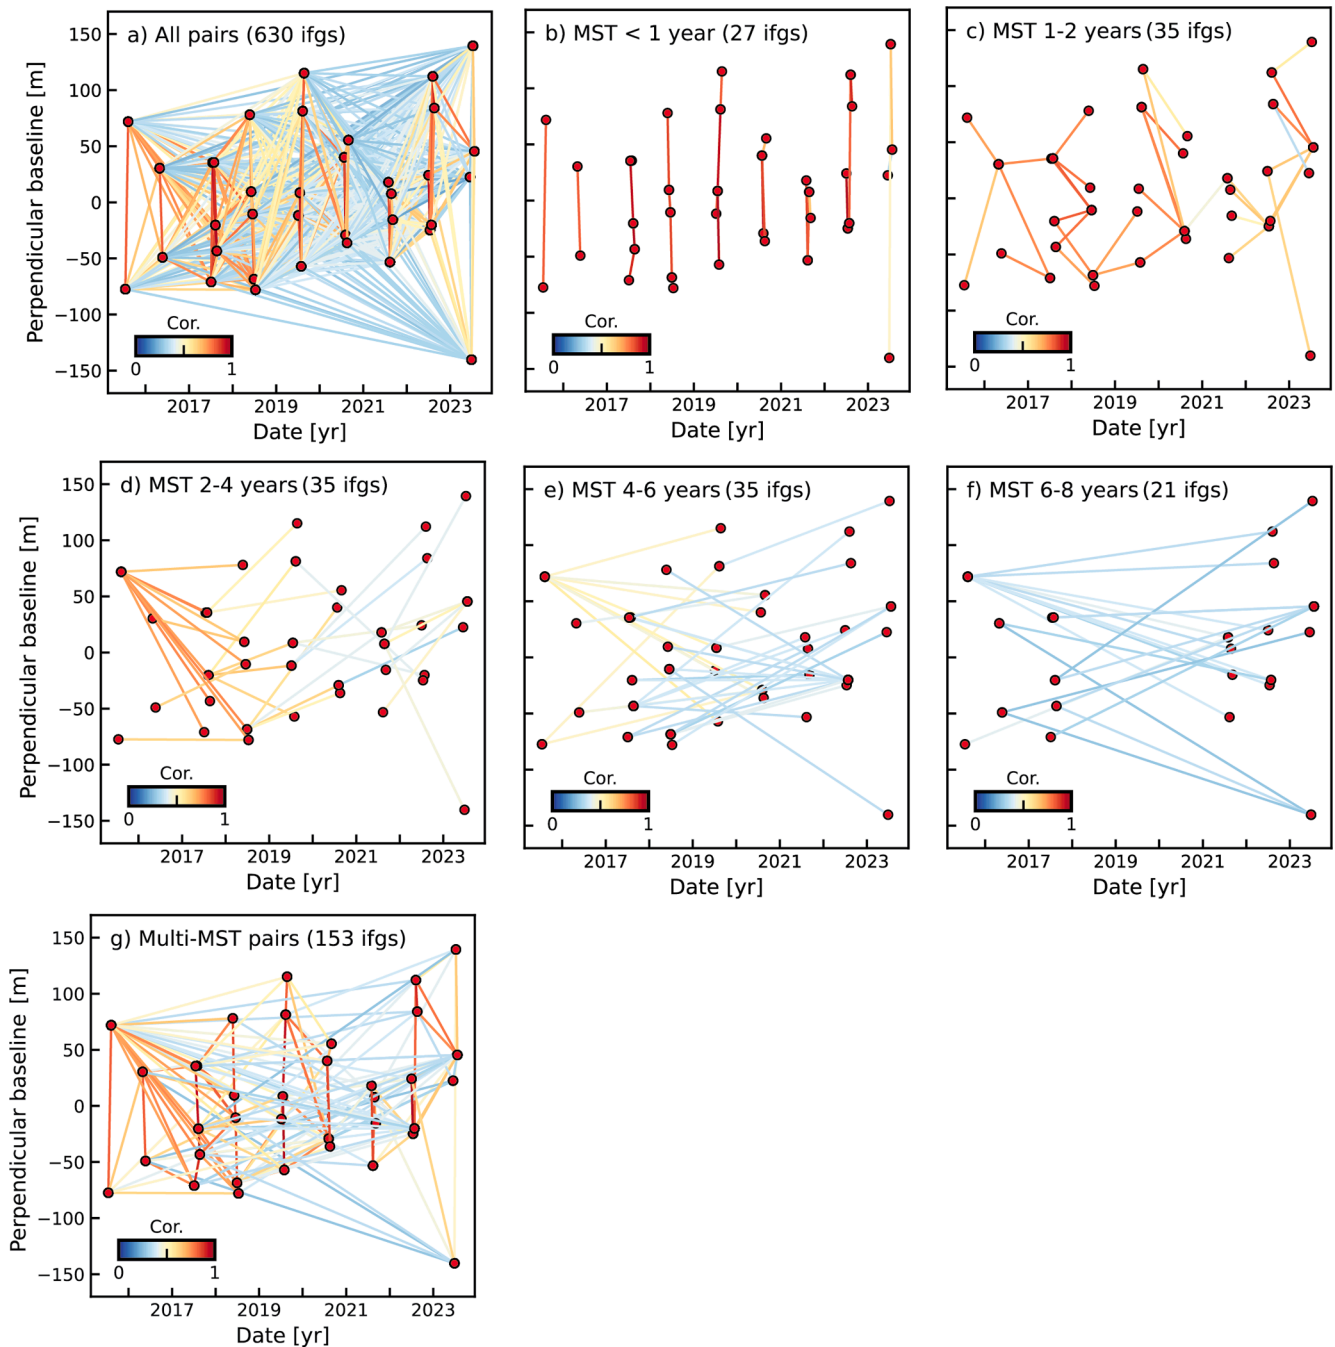 a) All pairs (630 ifgs)
150
100
50
0
−50
−100
−150
Perpendicular baseline [m]
Cor.
0 1
2017 2019 2021 2023
Date [yr]
b) MST < 1 year (27 ifgs)
Cor.
0 1
2017 2019 2021 2023
Date [yr]
c) MST 1-2 years (35 ifgs)
Cor.
0 1
2017 2019 2021 2023
Date [yr]
d) MST 2-4 years (35 ifgs)
150
100
50
0
−50
−100
−150
Perpendicular baseline [m]
Cor.
0 1
2017 2019 2021 2023
Date [yr]
e) MST 4-6 years (35 ifgs)
Cor.
0 1
2017 2019 2021 2023
Date [yr]
f) MST 6-8 years (21 ifgs)
Cor.
0 1
2017 2019 2021 2023
Date [yr]
g) Multi-MST pairs (153 ifgs)
150
100
50
0
−50
−100
−150
Perpendicular baseline [m]
Cor.
0 1
2017 2019 2021 2023
Date [yr]